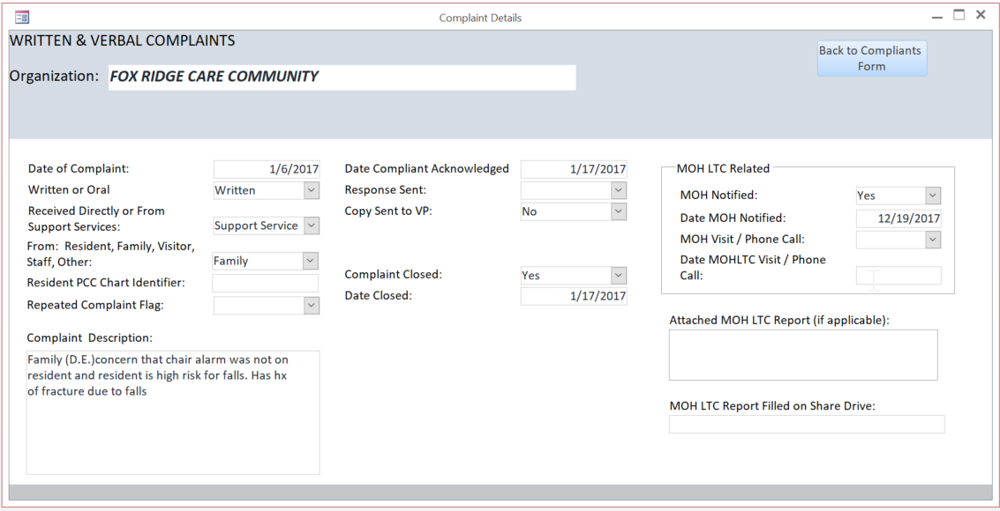 Complaint Details
WRITTEN & VERBAL COMPLAINTS
Back to Compliants
Form
Organization: FOX RIDGE CARE COMMUNITY
Date of Complaint: 1/6/2017
Written or Oral Written
Received Directly or From
Support Services: Support Service
From: Resident, Family, Visitor,
Staff, Other: Family
Resident PCC Chart Identifier:
Repeated Complaint Flag:
Complaint Description:
Family (D.E.)concern that chair alarm was not on
resident and resident is high risk for falls. Has hx
of fracture due to falls
Date Compliant Acknowledged 1/17/2017
Response Sent:
Copy Sent to VP: No
Complaint Closed: Yes
Date Closed: 1/17/2017
MOH LTC Related
MOH Notified: Yes
Date MOH Notified: 12/19/2017
MOH Visit / Phone Call:
Date MOHLTC Visit / Phone
Call:
Attached MOH LTC Report (if applicable):
MOH LTC Report Filled on Share Drive: